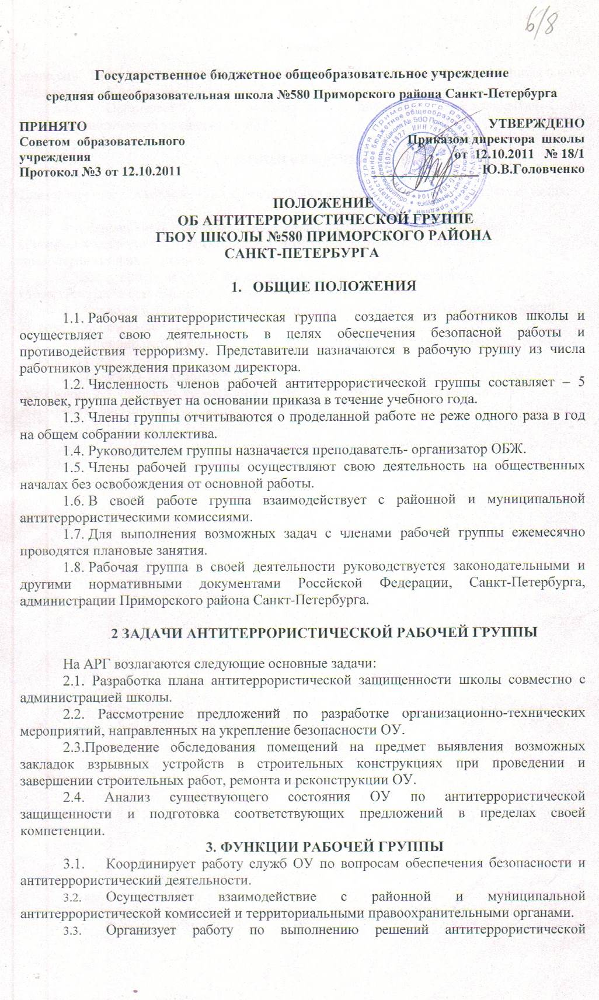 6/8
Государственное бюджетное общеобразовательное учреждение
средняя общеобразовательная школа №580 Приморского района Санкт-Петербурга
ПРИНЯТО
Советом образовательного
учреждения
Протокол №3 от 12.10.2011
УТВЕРЖДЕНО
Приказом директора школы
от 12.10.2011 № 18/1
Ю.В.Головченко
ПОЛОЖЕНИЕ
ОБ АНТИТЕРРОРИСТИЧЕСКОЙ ГРУППЕ
ГБОУ ШКОЛЫ №580 ПРИМОРСКОГО РАЙОНА
САНКТ-ПЕТЕРБУРГА
1. ОБЩИЕ ПОЛОЖЕНИЯ
1.1. Рабочая антитеррористическая группа создается из работников школы и
осуществляет свою деятельность в целях обеспечения безопасной работы и
противодействия терроризму. Представители назначаются в рабочую группу из числа
работников учреждения приказом директора.
1.2. Численность членов рабочей антитеррористической группы составляет – 5
человек, группа действует на основании приказа в течение учебного года.
1.3. Члены группы отчитываются о проделанной работе не реже одного раза в год
на общем собрании коллектива.
1.4. Руководителем группы назначается преподаватель- организатор ОБЖ.
1.5. Члены рабочей группы осуществляют свою деятельность на общественных
началах без освобождения от основной работы.
1.6. В своей работе группа взаимодействует с районной и муниципальной
антитеррористическими комиссиями.
1.7. Для выполнения возможных задач с членами рабочей группы ежемесячно
проводятся плановые занятия.
1.8. Рабочая группа в своей деятельности руководствуется законодательными и
другими нормативными документами Россйской Федерации, Санкт-Петербурга,
администрации Приморского района Санкт-Петербурга.
2 ЗАДАЧИ АНТИТЕРРОРИСТИЧЕСКОЙ РАБОЧЕЙ ГРУППЫ
На АРГ возлагаются следующие основные задачи:
2.1. Разработка плана антитеррористической защищенности школы совместно с
администрацией школы.
2.2. Рассмотрение предложений по разработке организационно-технических
мероприятий, направленных на укрепление безопасности ОУ.
2.3.Проведение обследования помещений на предмет выявления возможных
закладок взрывных устройств в строительных конструкциях при проведении и
завершении строительных работ, ремонта и реконструкции ОУ.
2.4. Анализ существующего состояния ОУ по антитеррористической
защищенности и подготовка соответствующих предложений в пределах своей
компетенции.
3. ФУНКЦИИ РАБОЧЕЙ ГРУППЫ
3.1. Координирует работу служб ОУ по вопросам обеспечения безопасности и
антитеррористический деятельности.
3.2. Осуществляет взаимодействие с районной и муниципальной
антитеррористической комиссией и территориальными правоохранительными органами.
3.3. Организует работу по выполнению решений антитеррористической